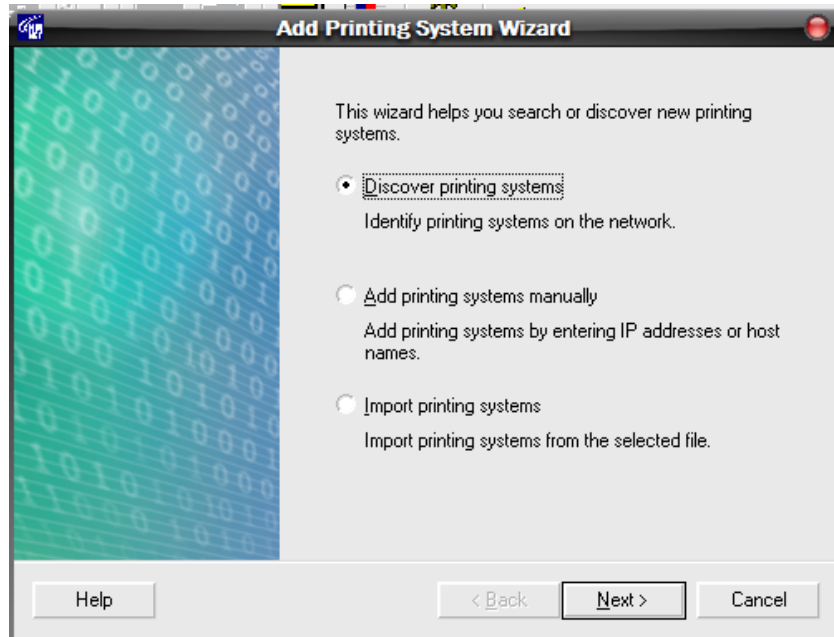 Add Printing System Wizard
This wizard helps you search or discover new printing
systems.
Discover printing systems
Identify printing systems on the network.
Add printing systems manually
Add printing systems by entering IP addresses or host
names.
Import printing systems
Import printing systems from the selected file.
Help
< Back
Next >
Cancel